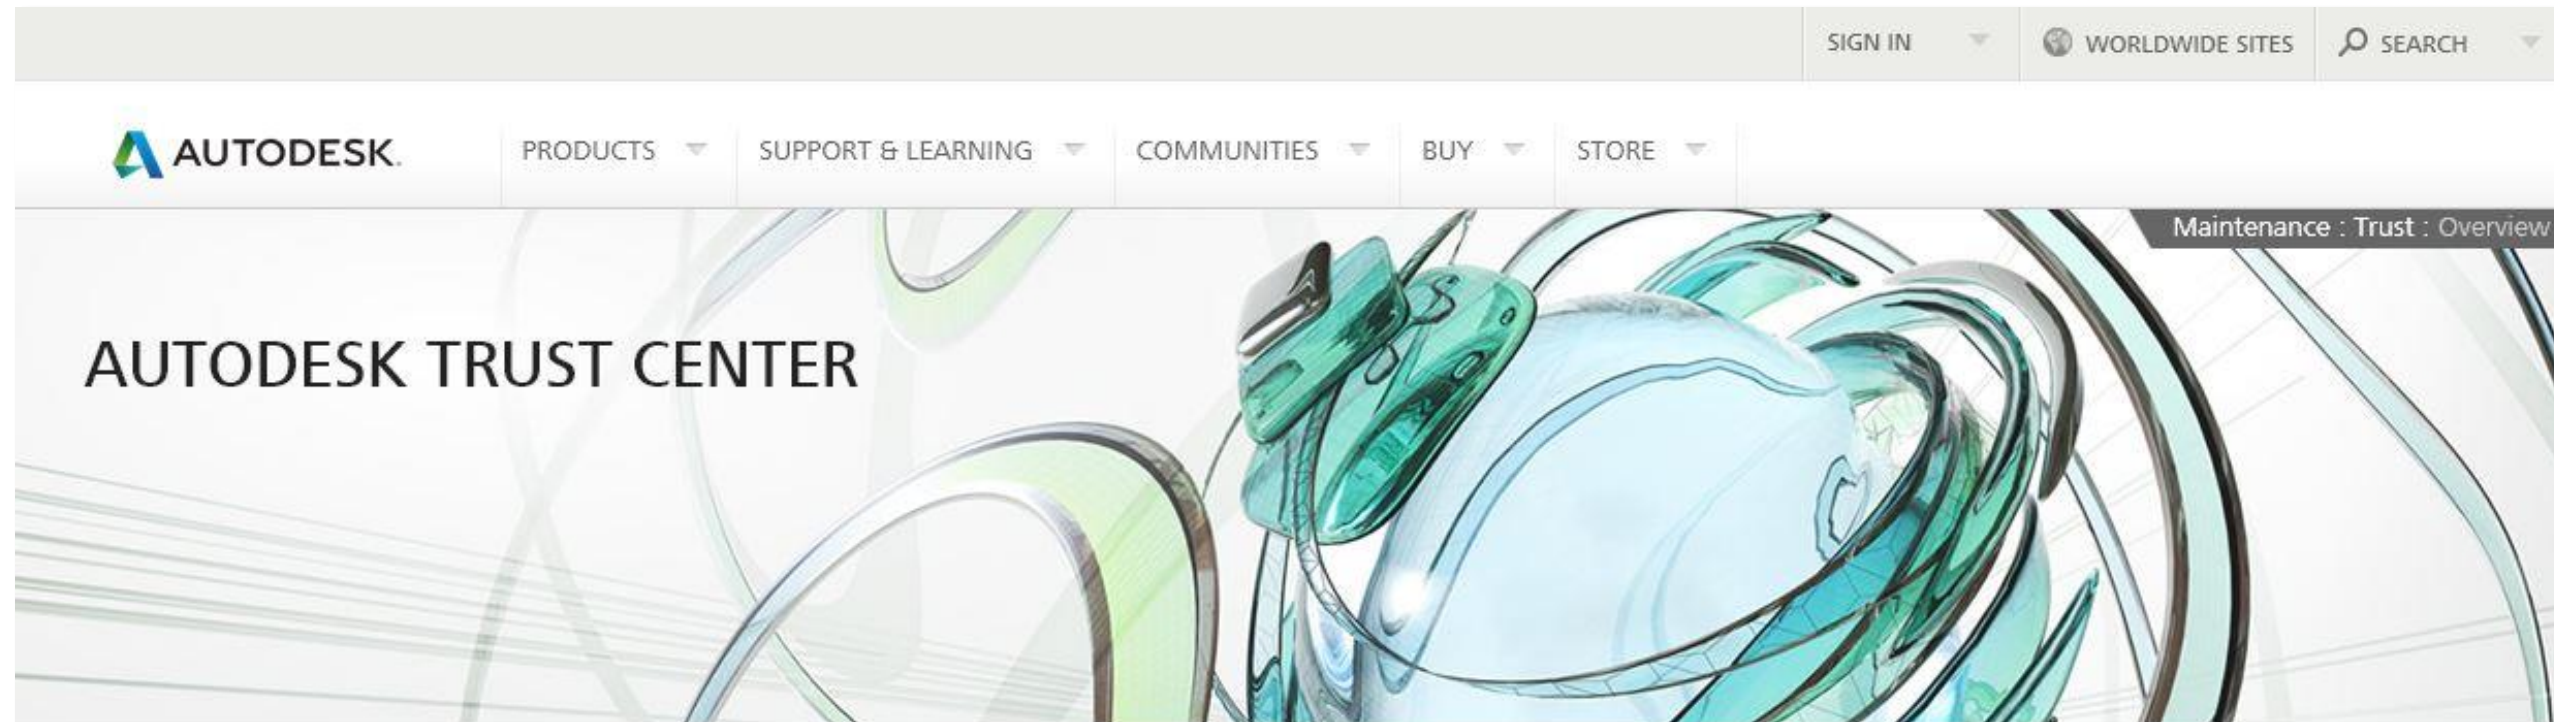 SIGN IN WORLDWIDE SITES SEARCH
AUTODESK. PRODUCTS SUPPORT & LEARNING COMMUNITIES BUY STORE
Maintenance : Trust : Overview
AUTODESK TRUST CENTER